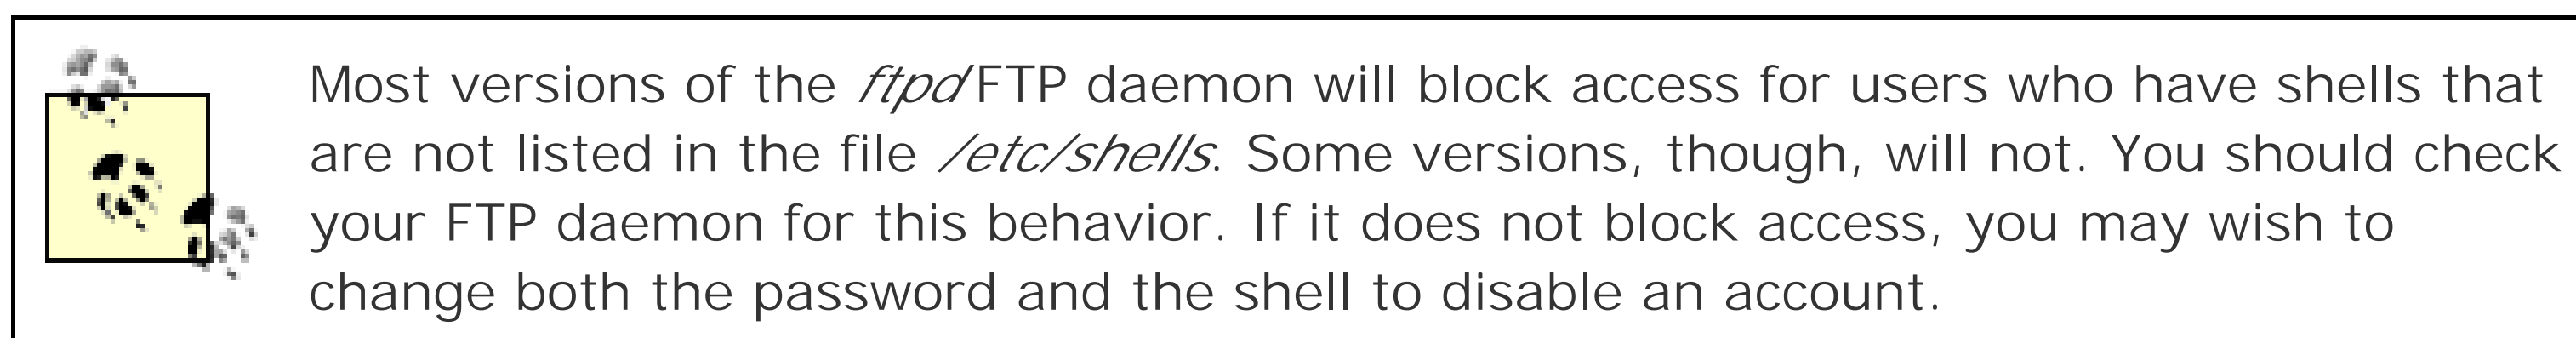 Most versions of the ftpd FTP daemon will block access for users who have shells that
are not listed in the file /etc/shells. Some versions, though, will not. You should check
your FTP daemon for this behavior. If it does not block access, you may wish to
change both the password and the shell to disable an account.